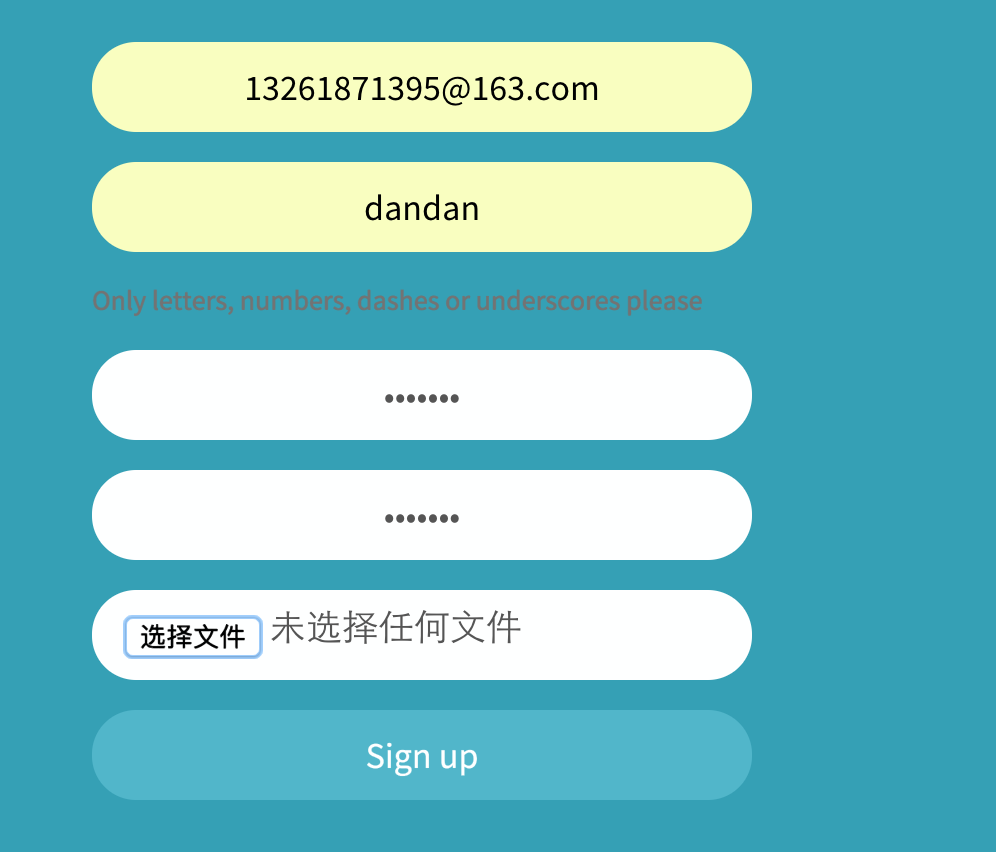 13261871395@163.com
dandan
Only letters, numbers, dashes or underscores please
•••••••
•••••••
选择文件 未选择任何文件
Sign up